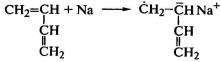 CH₂=CH + Na ⟶ ĊH₂ — C̄H Na⁺
CH CH
CH₂ CH₂